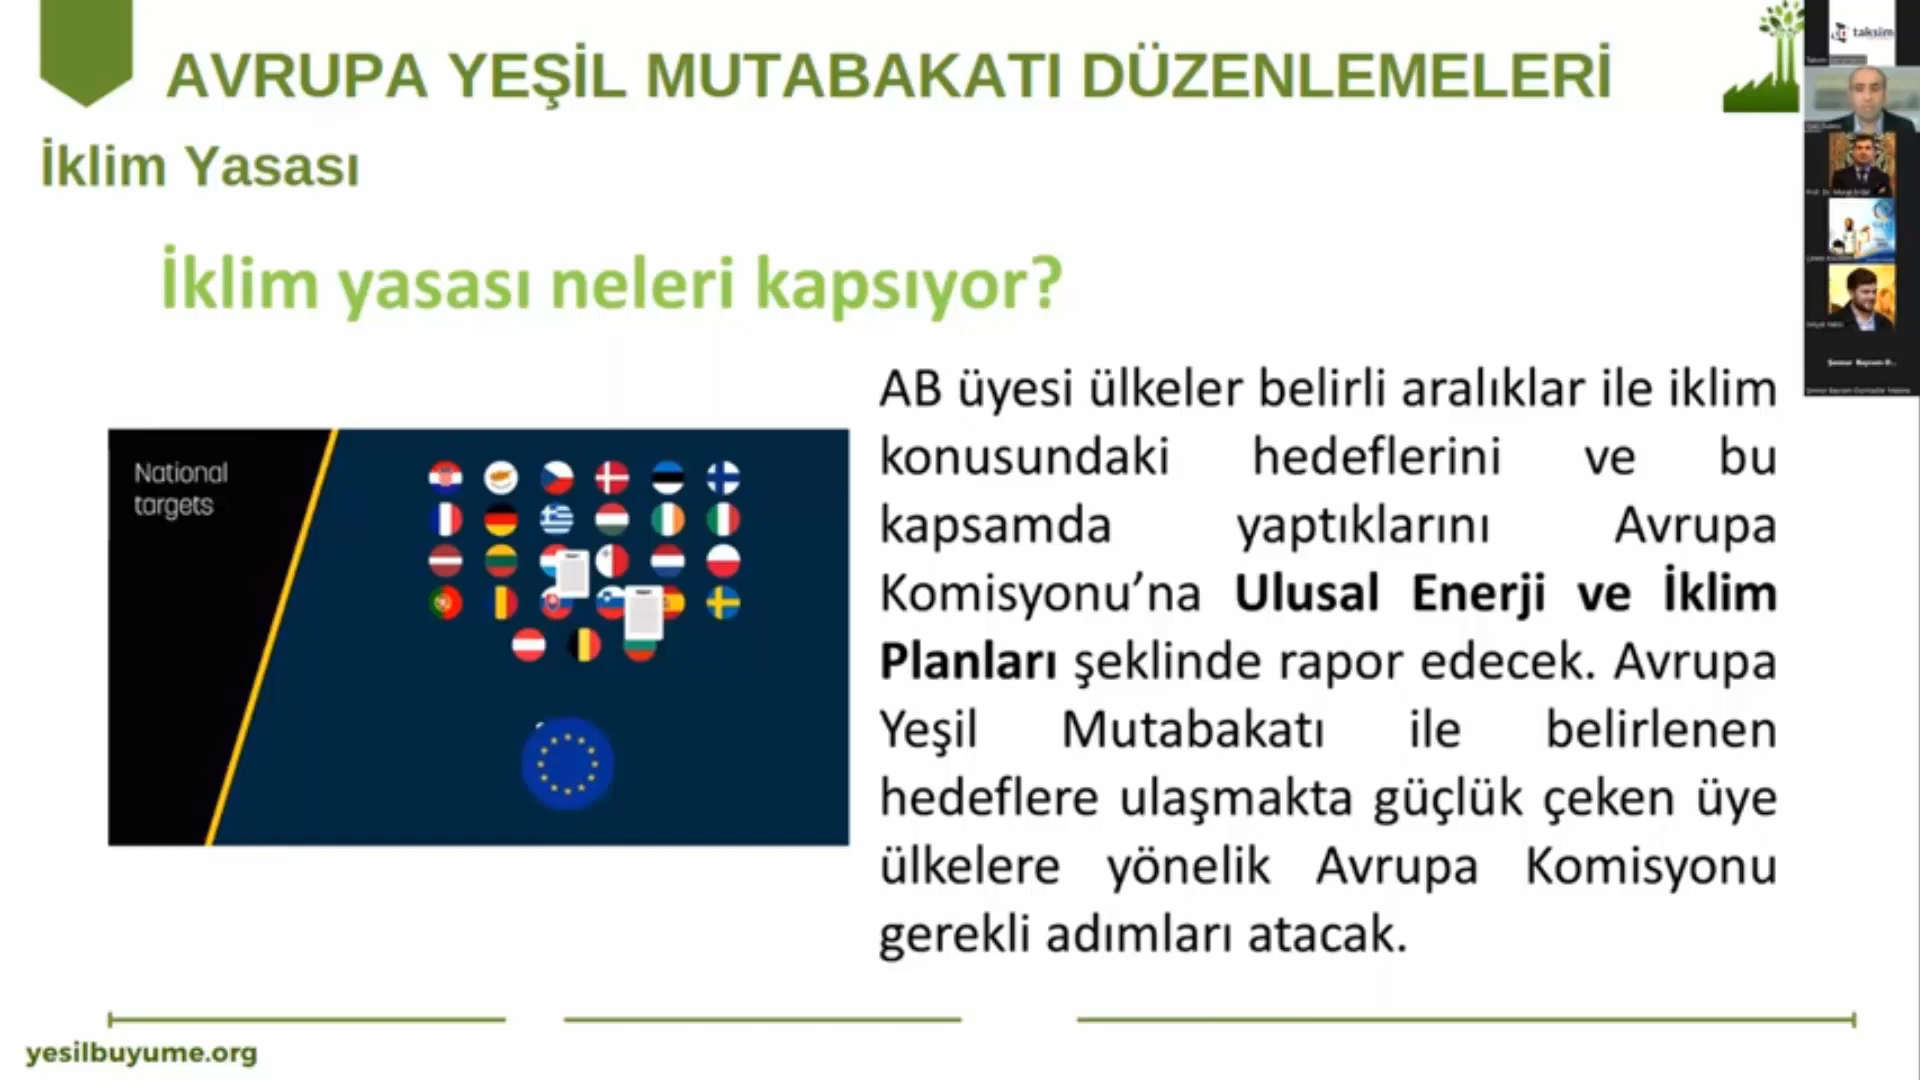 AVRUPA YEŞİL MUTABAKATI DÜZENLEMELERİ
İklim Yasası
İklim yasası neleri kapsıyor?
National
targets
AB üyesi ülkeler belirli aralıklar ile iklim
konusundaki hedeflerini ve bu
kapsamda yaptıklarını Avrupa
Komisyonu’na Ulusal Enerji ve İklim
Planları şeklinde rapor edecek. Avrupa
Yeşil Mutabakatı ile belirlenen
hedeflere ulaşmakta güçlük çeken üye
ülkelere yönelik Avrupa Komisyonu
gerekli adımları atacak.
yesilbuyume.org
taksim